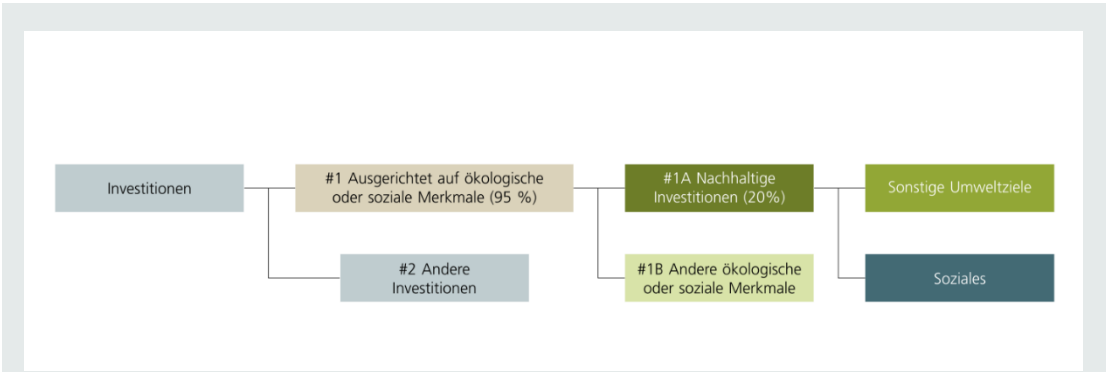 Investitionen
#1 Ausgerichtet auf ökologische
oder soziale Merkmale (95 %)
#1A Nachhaltige
Investitionen (20%)
Sonstige Umweltziele
#2 Andere
Investitionen
#1B Andere ökologische
oder soziale Merkmale
Soziales